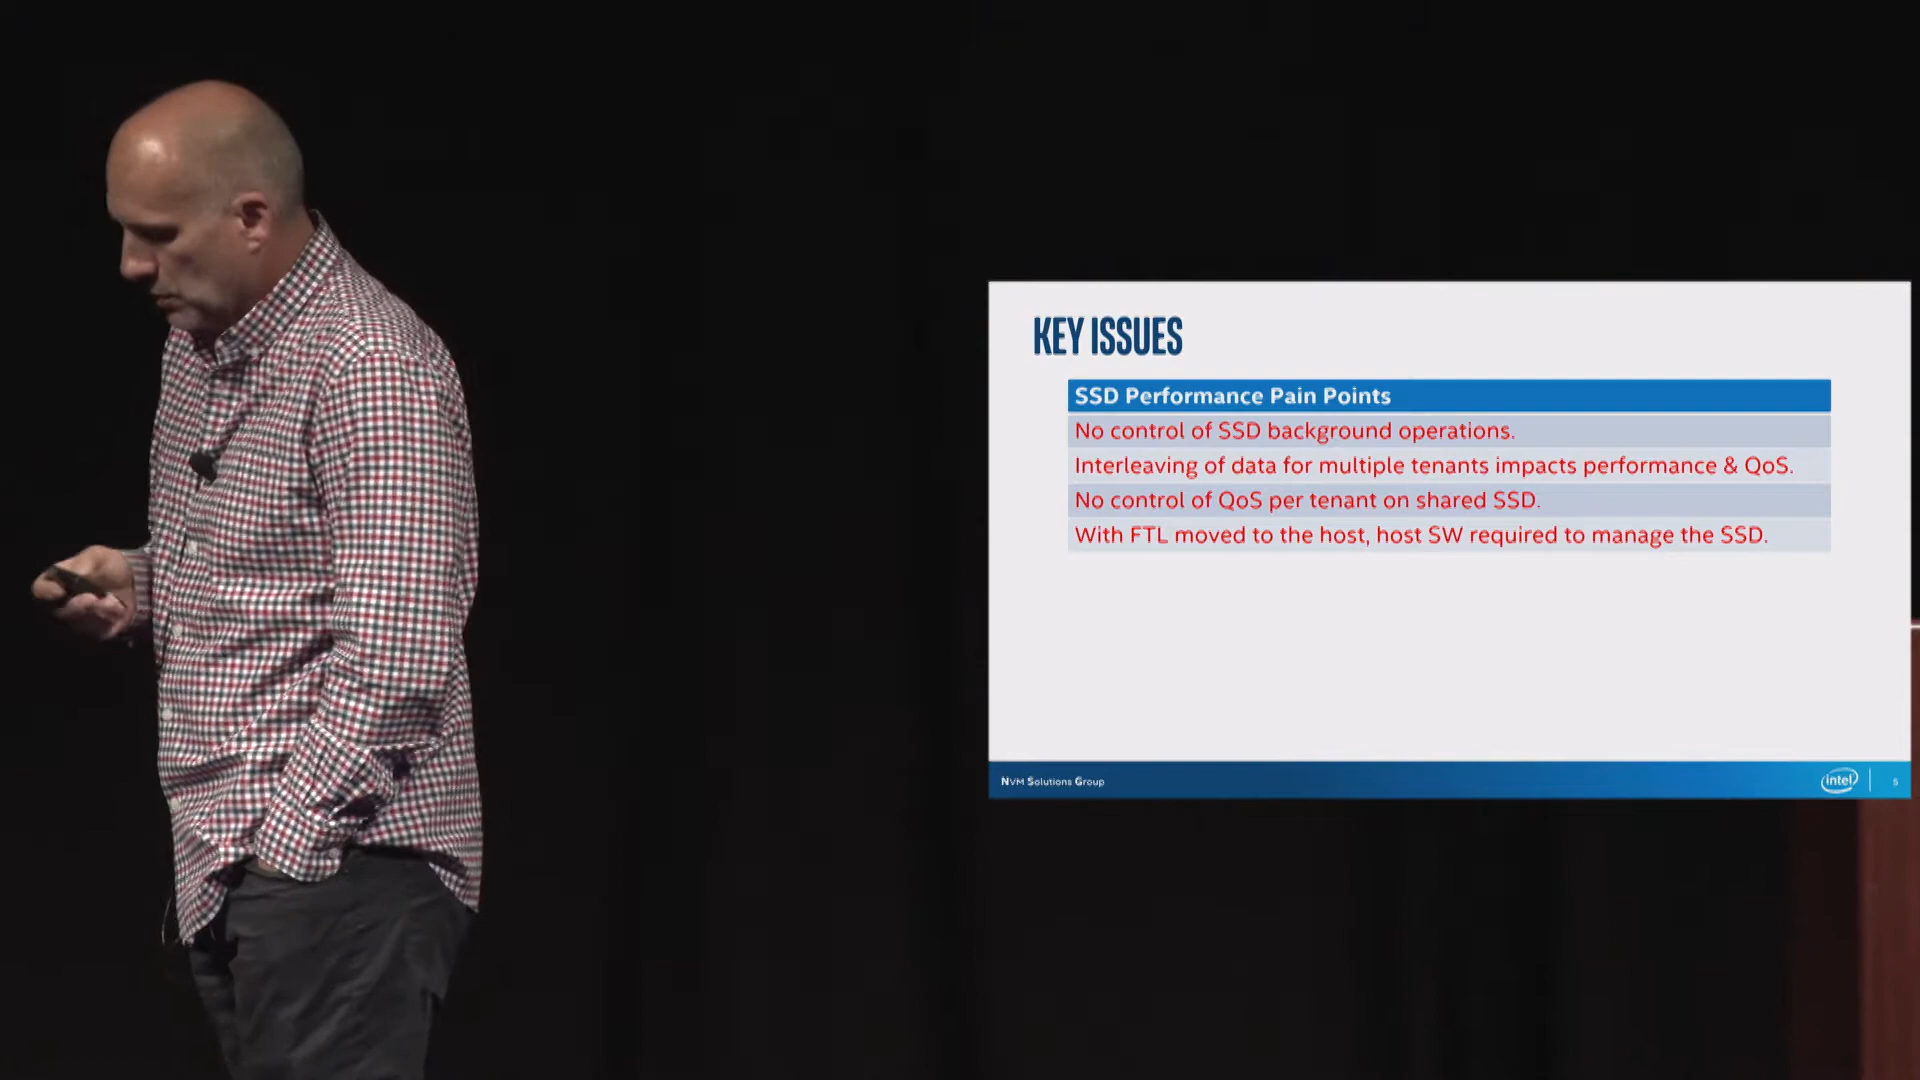 KEY ISSUES
SSD Performance Pain Points
No control of SSD background operations.
Interleaving of data for multiple tenants impacts performance & QoS.
No control of QoS per tenant on shared SSD.
With FTL moved to the host, host SW required to manage the SSD.
NVM Solutions Group
intel
5